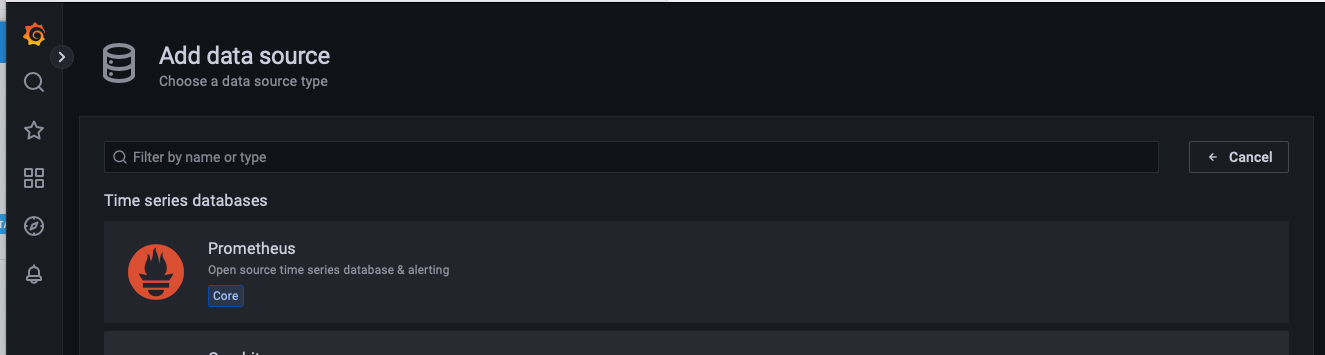 Add data source
Choose a data source type
Filter by name or type
Cancel
Time series databases
Prometheus
Open source time series database & alerting
Core